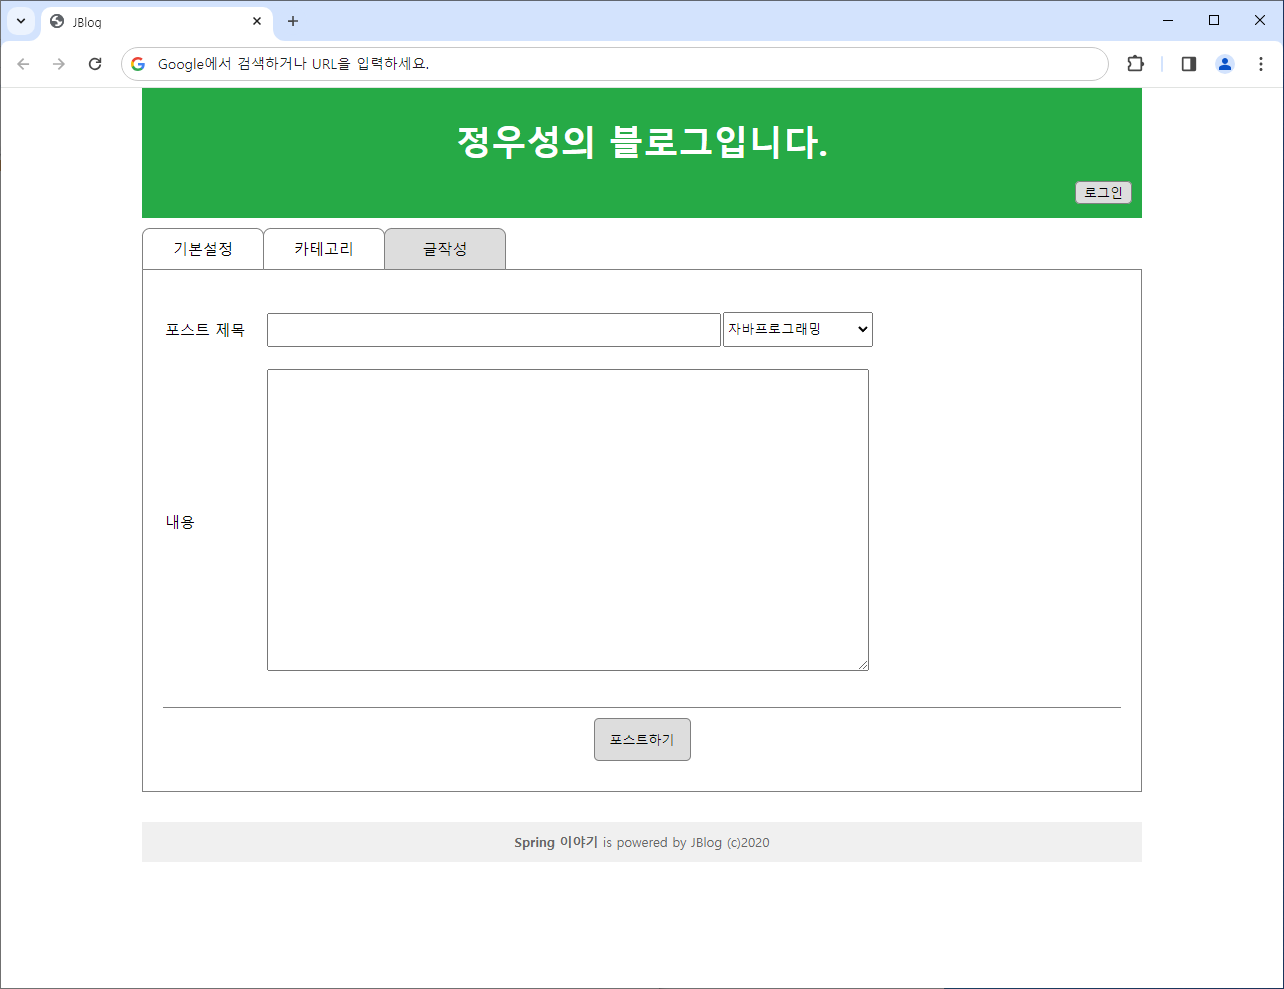 JBlog
Google에서 검색하거나 URL을 입력하세요.
정우성의 블로그입니다.
로그인
기본설정 카테고리 글작성
포스트 제목 자바프로그래밍
내용
포스트하기
Spring 이야기 is powered by JBlog (c)2020